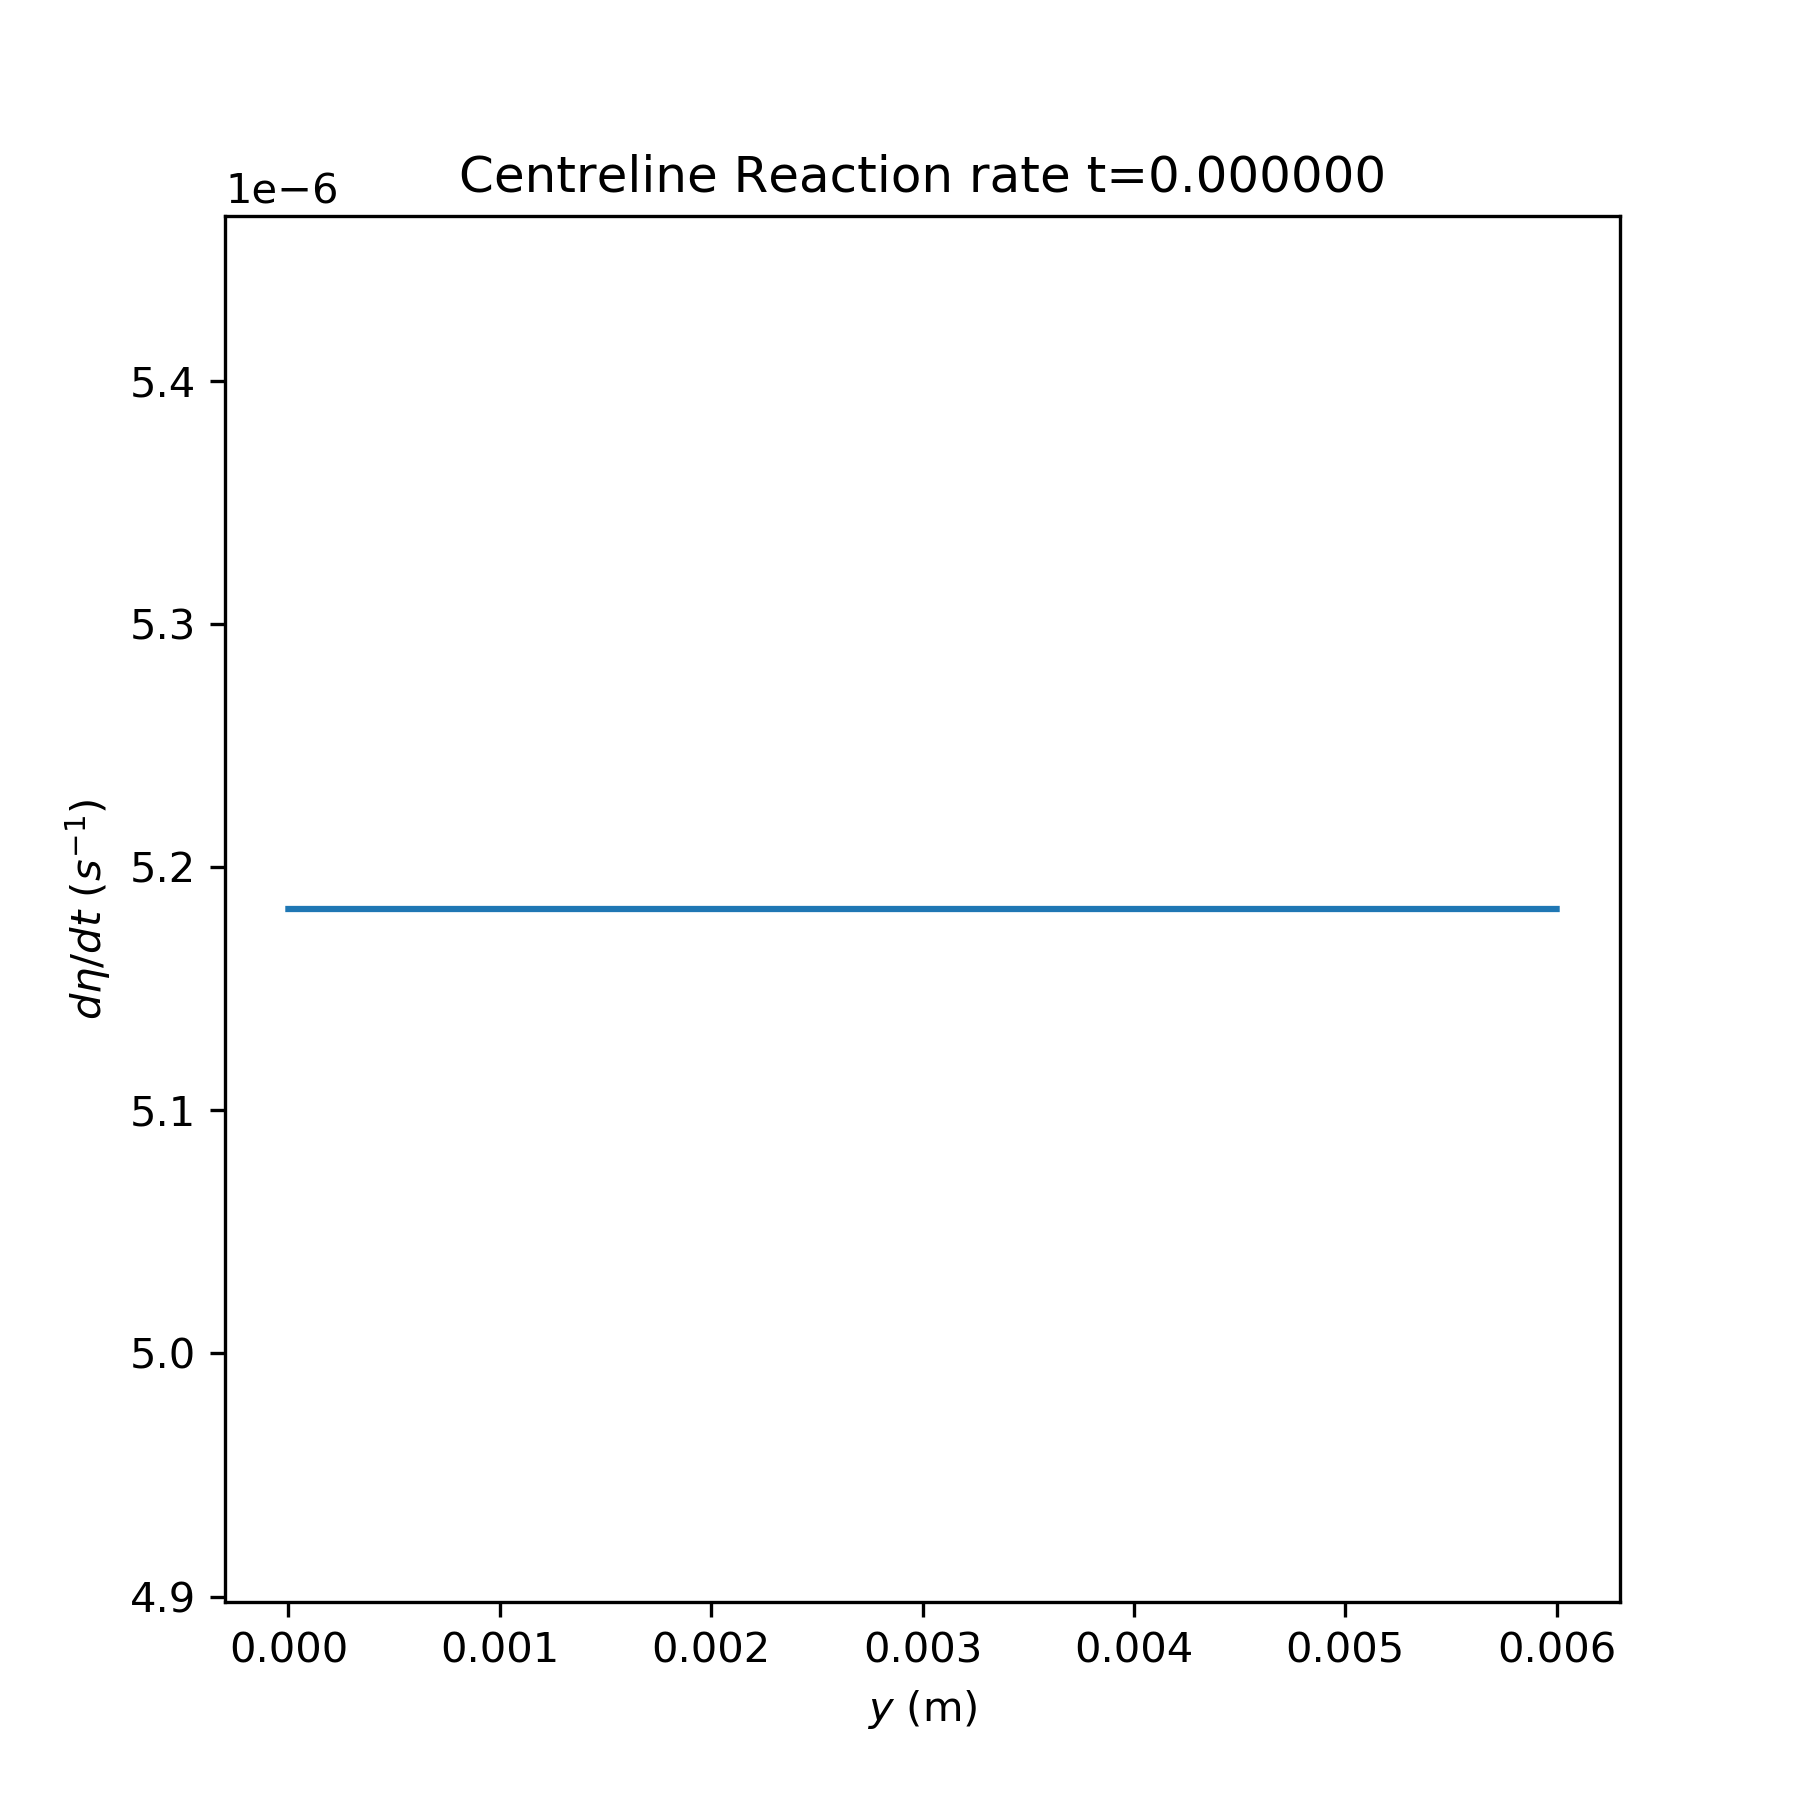 Centreline Reaction rate t=0.000000
1e−6
5.4
5.3
5.2
5.1
5.0
4.9
dη/dt (s⁻¹)
0.000 0.001 0.002 0.003 0.004 0.005 0.006
y (m)